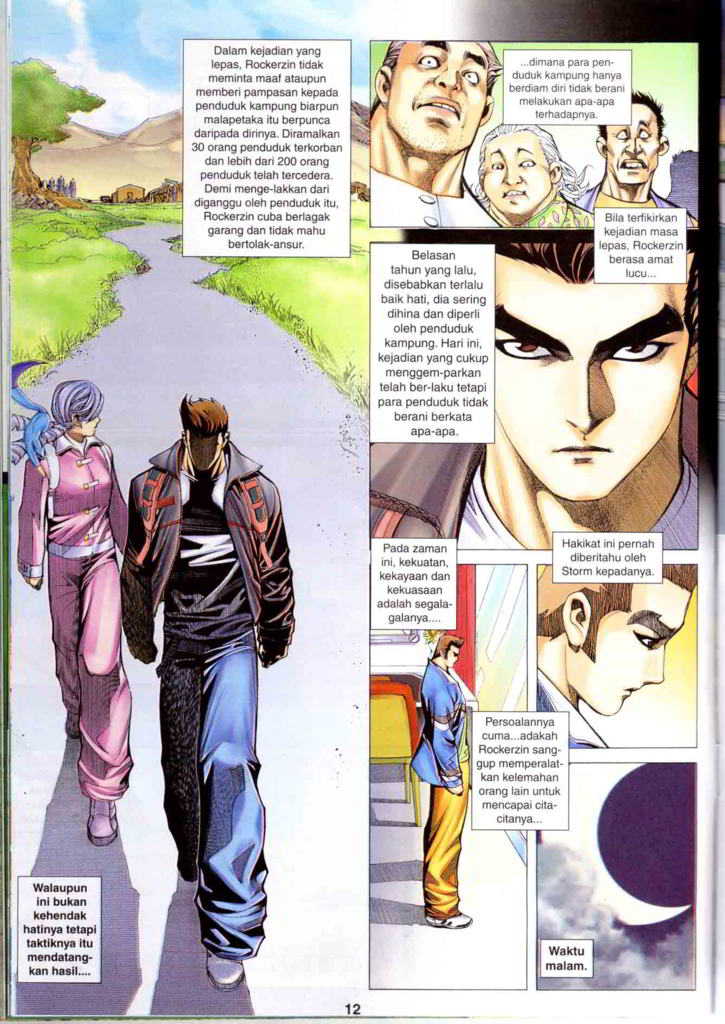 Dalam kejadian yang
lepas, Rockerzin tidak
meminta maaf ataupun
memberi pampasan kepada
penduduk kampung biarpun
malapetaka itu berpunca
daripada dirinya. Diramalkan
30 orang penduduk terkorban
dan lebih dari 200 orang
penduduk telah tercedera.
Demi menge-lakkan dari
diganggu oleh penduduk itu,
Rockerzin cuba berlagak
garang dan tidak mahu
bertolak-ansur.
Walaupun
ini bukan
kehendak
hatinya tetapi
taktiknya itu
mendatang-
kan hasil....
...dimana para pen-
duduk kampung hanya
berdiam diri tidak berani
melakukan apa-apa
terhadapnya.
Bila terfikirkan
kejadian masa
lepas, Rockerzin
berasa amat
lucu...
Belasan
tahun yang lalu,
disebabkan terlalu
baik hati, dia sering
dihina dan diperli
oleh penduduk
kampung. Hari ini,
kejadian yang cukup
menggem-parkan
telah ber-laku tetapi
para penduduk tidak
berani berkata
apa-apa.
Hakikat ini pernah
diberitahu oleh
Storm kepadanya.
Pada zaman
ini, kekuatan,
kekayaan dan
kekuasaan
adalah segala-
galanya....
Persoalannya
cuma...adakah
Rockerzin sang-
gup memperalat-
kan kelemahan
orang lain untuk
mencapai cita-
citanya...
Waktu
malam.
12